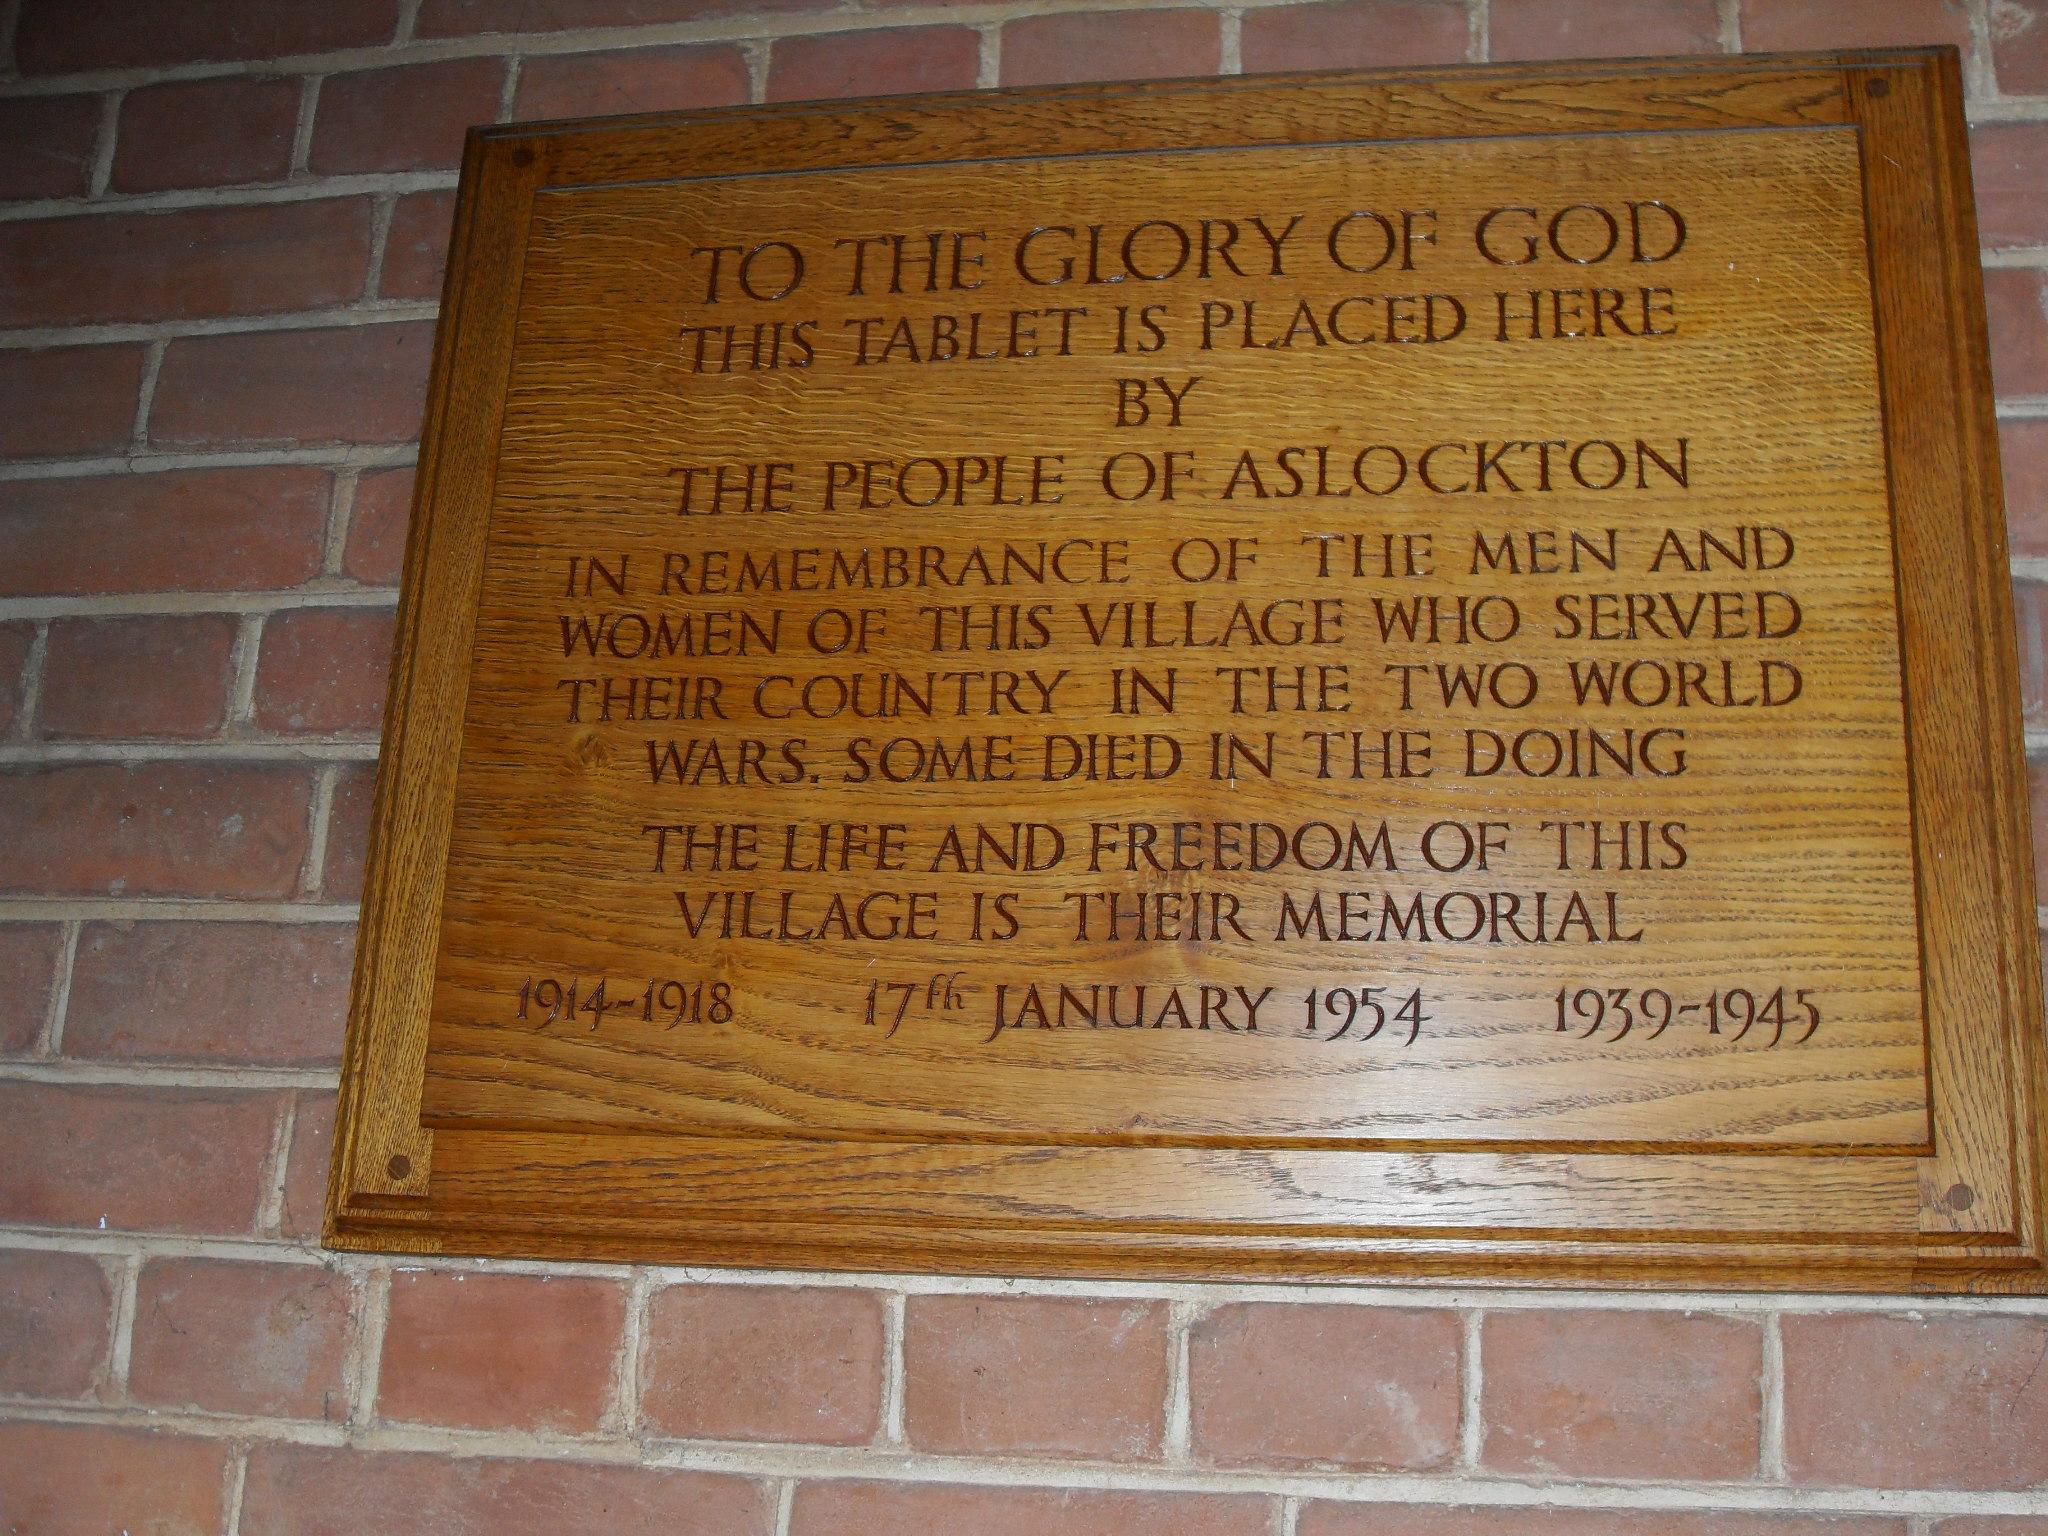 TO THE GLORY OF GOD
THIS TABLET IS PLACED HERE
BY
THE PEOPLE OF ASLOCKTON
IN REMEMBRANCE OF THE MEN AND
WOMEN OF THIS VILLAGE WHO SERVED
THEIR COUNTRY IN THE TWO WORLD
WARS. SOME DIED IN THE DOING
THE LIFE AND FREEDOM OF THIS
VILLAGE IS THEIR MEMORIAL
1914-1918 17th JANUARY 1954 1939-1945